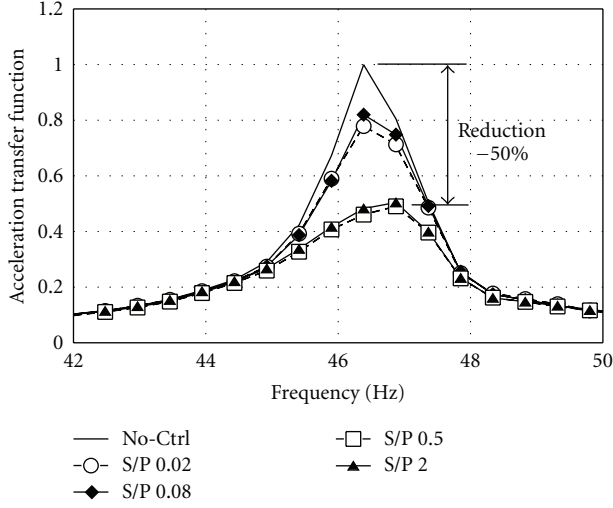 1.2
1
0.8
0.6
0.4
0.2
0
Acceleration transfer function
Reduction
−50%
42 44 46 48 50
Frequency (Hz)
No-Ctrl
S/P 0.02
S/P 0.08
S/P 0.5
S/P 2